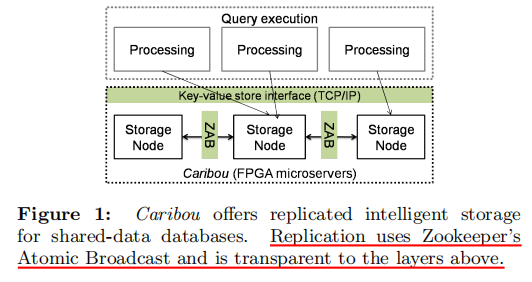 Query execution
Processing Processing Processing
Key-value store interface (TCP/IP)
Storage Node ZAB Storage Node ZAB Storage Node
Caribou (FPGA microservers)
Figure 1: Caribou offers replicated intelligent storage
for shared-data databases. Replication uses Zookeeper's
Atomic Broadcast and is transparent to the layers above.